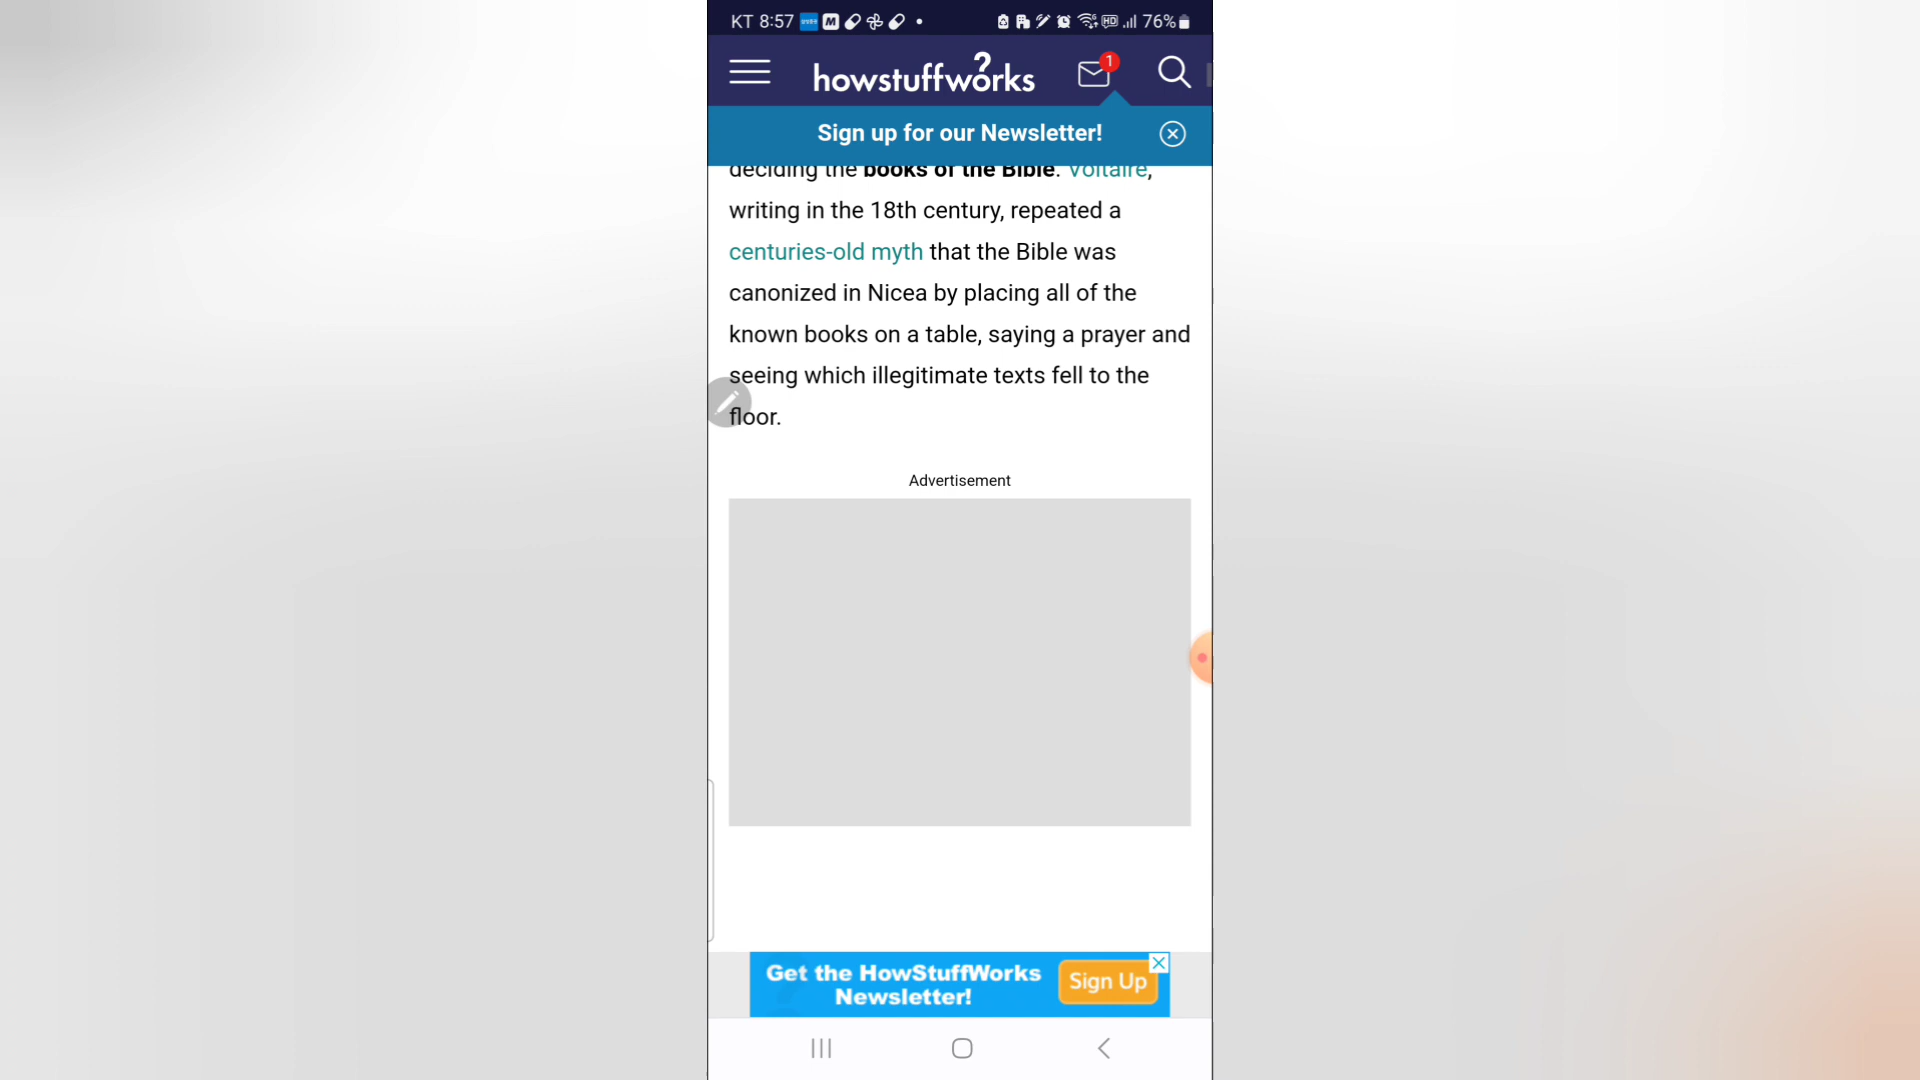 KT 8:57
M
HD
76%
howstuffworks
1
Sign up for our Newsletter!
deciding the books of the Bible. Voltaire,
writing in the 18th century, repeated a
centuries-old myth that the Bible was
canonized in Nicea by placing all of the
known books on a table, saying a prayer and
seeing which illegitimate texts fell to the
floor.
Advertisement
Get the HowStuffWorks
Newsletter!
Sign Up